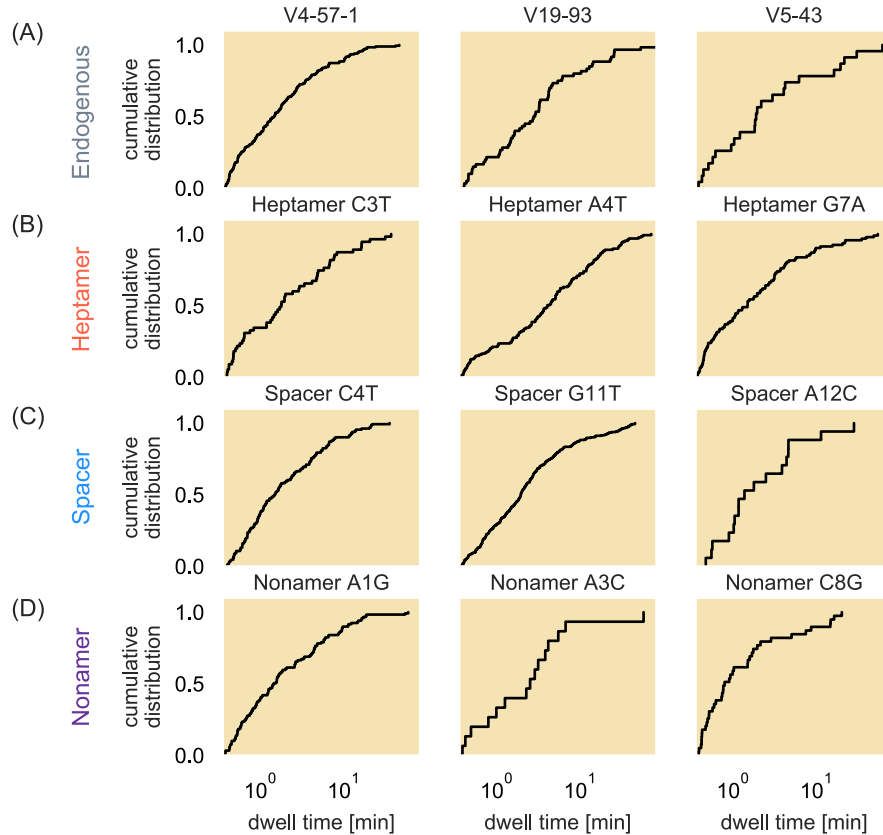 (A)
V4-57-1
V19-93
V5-43
Endogenous
cumulative
distribution
1.0
0.5
0.0
(B)
Heptamer C3T
Heptamer A4T
Heptamer G7A
Heptamer
cumulative
distribution
1.0
0.5
0.0
(C)
Spacer C4T
Spacer G11T
Spacer A12C
Spacer
cumulative
distribution
1.0
0.5
0.0
(D)
Nonamer A1G
Nonamer A3C
Nonamer C8G
Nonamer
cumulative
distribution
1.0
0.5
0.0
10⁰ 10¹ 10⁰ 10¹ 10⁰ 10¹
dwell time [min] dwell time [min] dwell time [min]